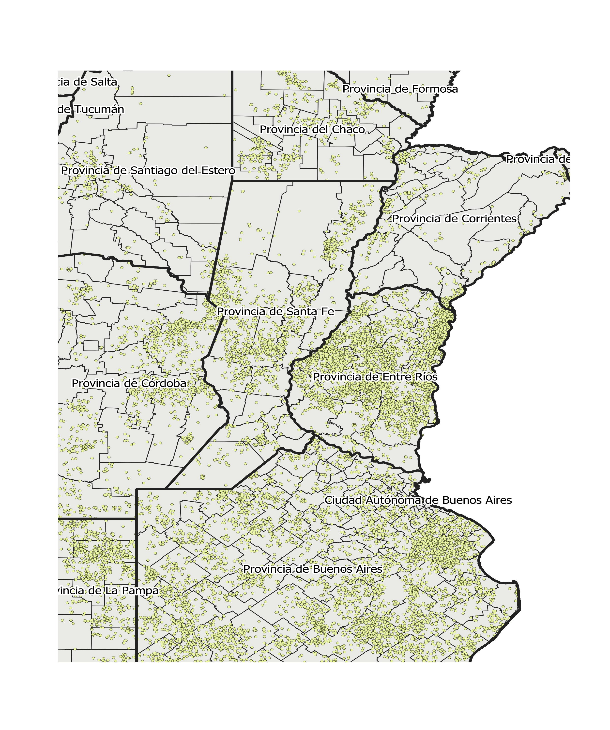 cia de Salta
Provincia de Formosa
de Tucumán
Provincia del Chaco
Provincia de
Provincia de Santiago del Estero
Provincia de Corrientes
Provincia de Santa Fe
Provincia de Entre Ríos
Provincia de Córdoba
Ciudad Autónoma de Buenos Aires
Provincia de Buenos Aires
vincia de La Pampa